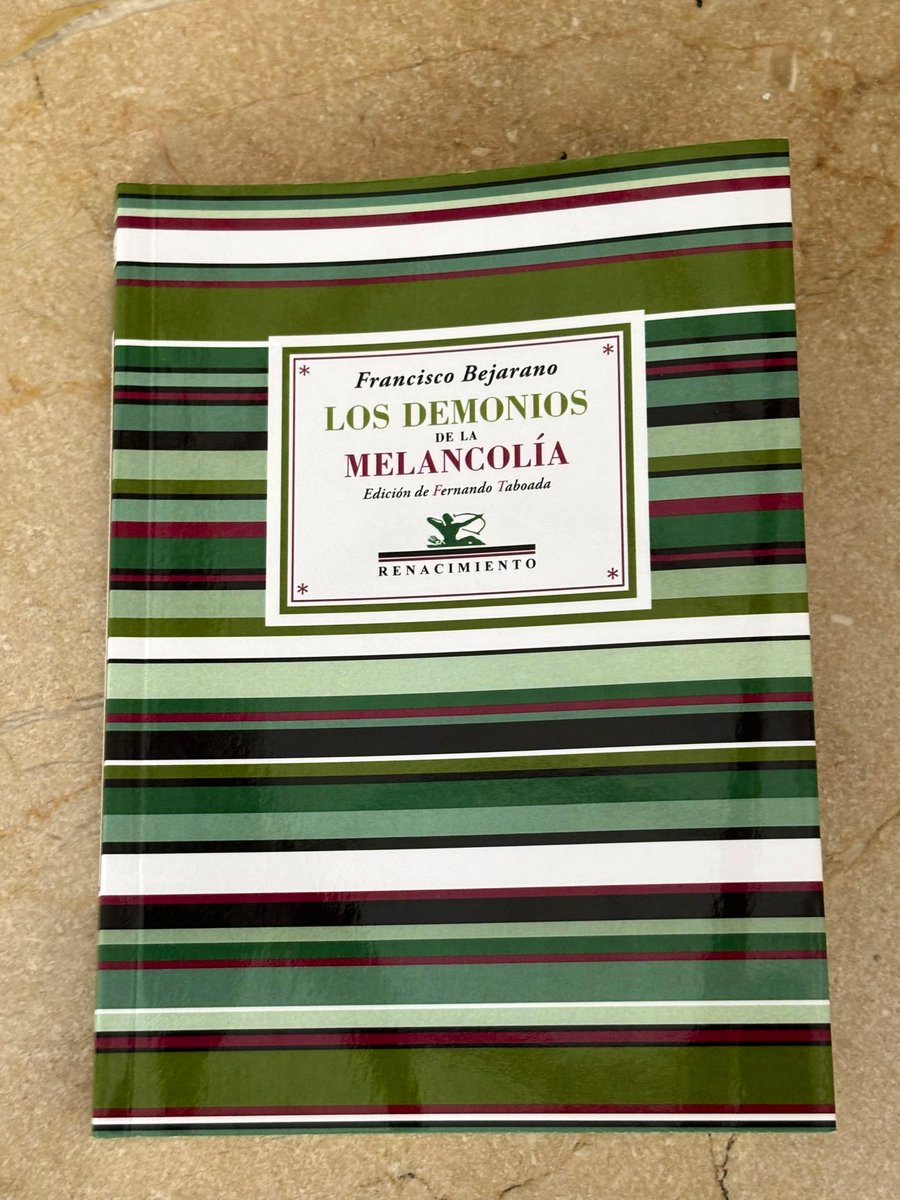 Francisco Bejarano
LOS DEMONIOS
DE LA
MELANCOLÍA
Edición de Fernando Taboada
RENACIMIENTO